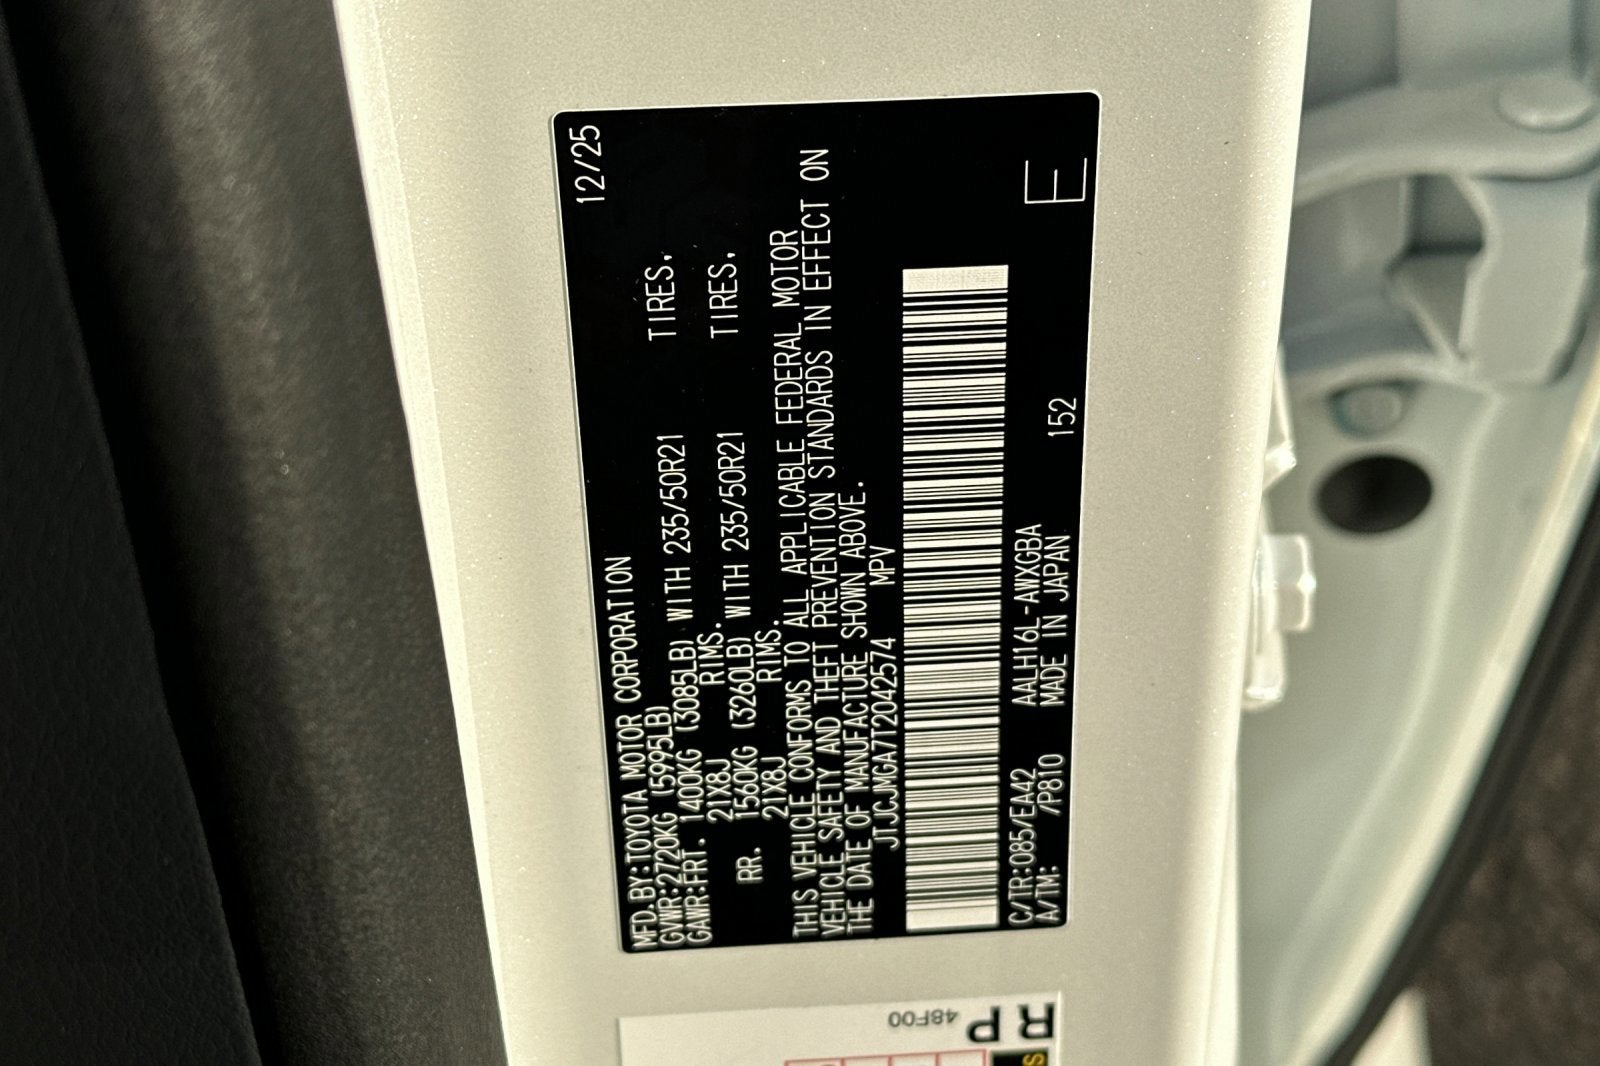 12/25
MFD.BY:TOYOTA MOTOR CORPORATION
GVWR:2720KG (5995LB)
GAWR:FRT. 1400KG (3085LB) WITH 235/50R21 TIRES,
21X8J RIMS.
RR. 1560KG (3260LB) WITH 235/50R21 TIRES,
21X8J RIMS.
THIS VEHICLE CONFORMS TO ALL APPLICABLE FEDERAL MOTOR
VEHICLE SAFETY AND THEFT PREVENTION STANDARDS IN EFFECT ON
THE DATE OF MANUFACTURE SHOWN ABOVE.
JTJCJMGA7T2042574 MPV
C/TR:085/EA42 AALH16L-AWXGBA
A/TM: /P810 MADE IN JAPAN 152 E
48F00
R P
S